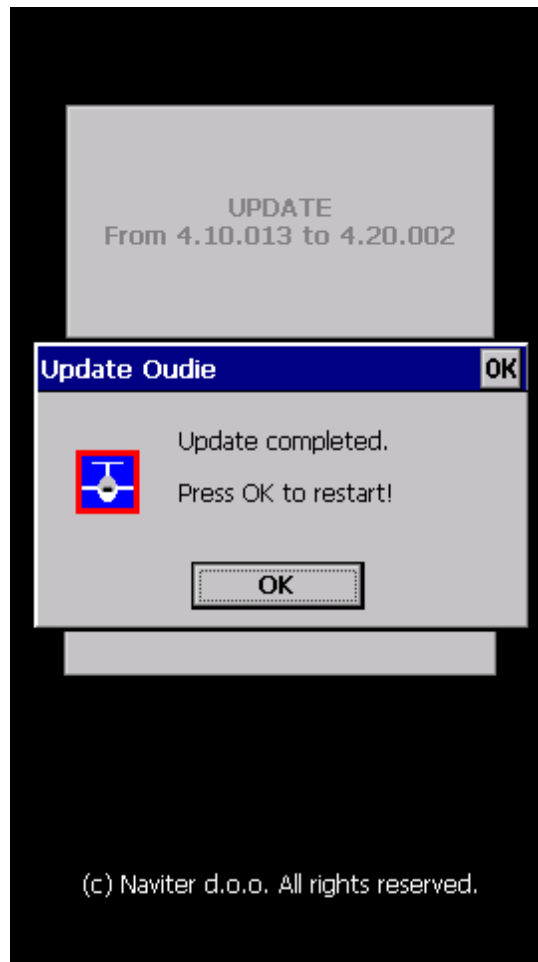 UPDATE
From 4.10.013 to 4.20.002
Update Oudie
OK
Update completed.
Press OK to restart!
OK
(c) Naviter d.o.o. All rights reserved.